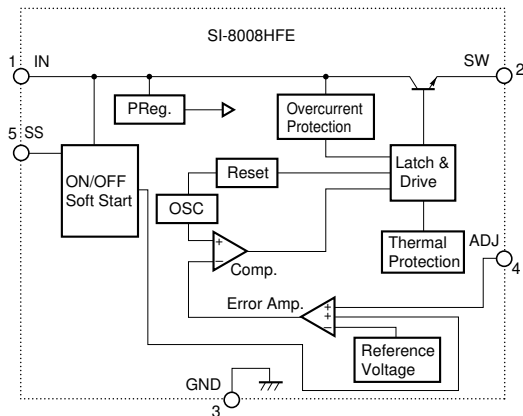 SI-8008HFE
1 IN
SW 2
PReg.
Overcurrent
Protection
5 SS
ON/OFF
Soft Start
Latch &
Drive
Reset
OSC
+
−
Comp.
Thermal
Protection
ADJ
4
Error Amp.
+
+
−
Reference
Voltage
GND
3